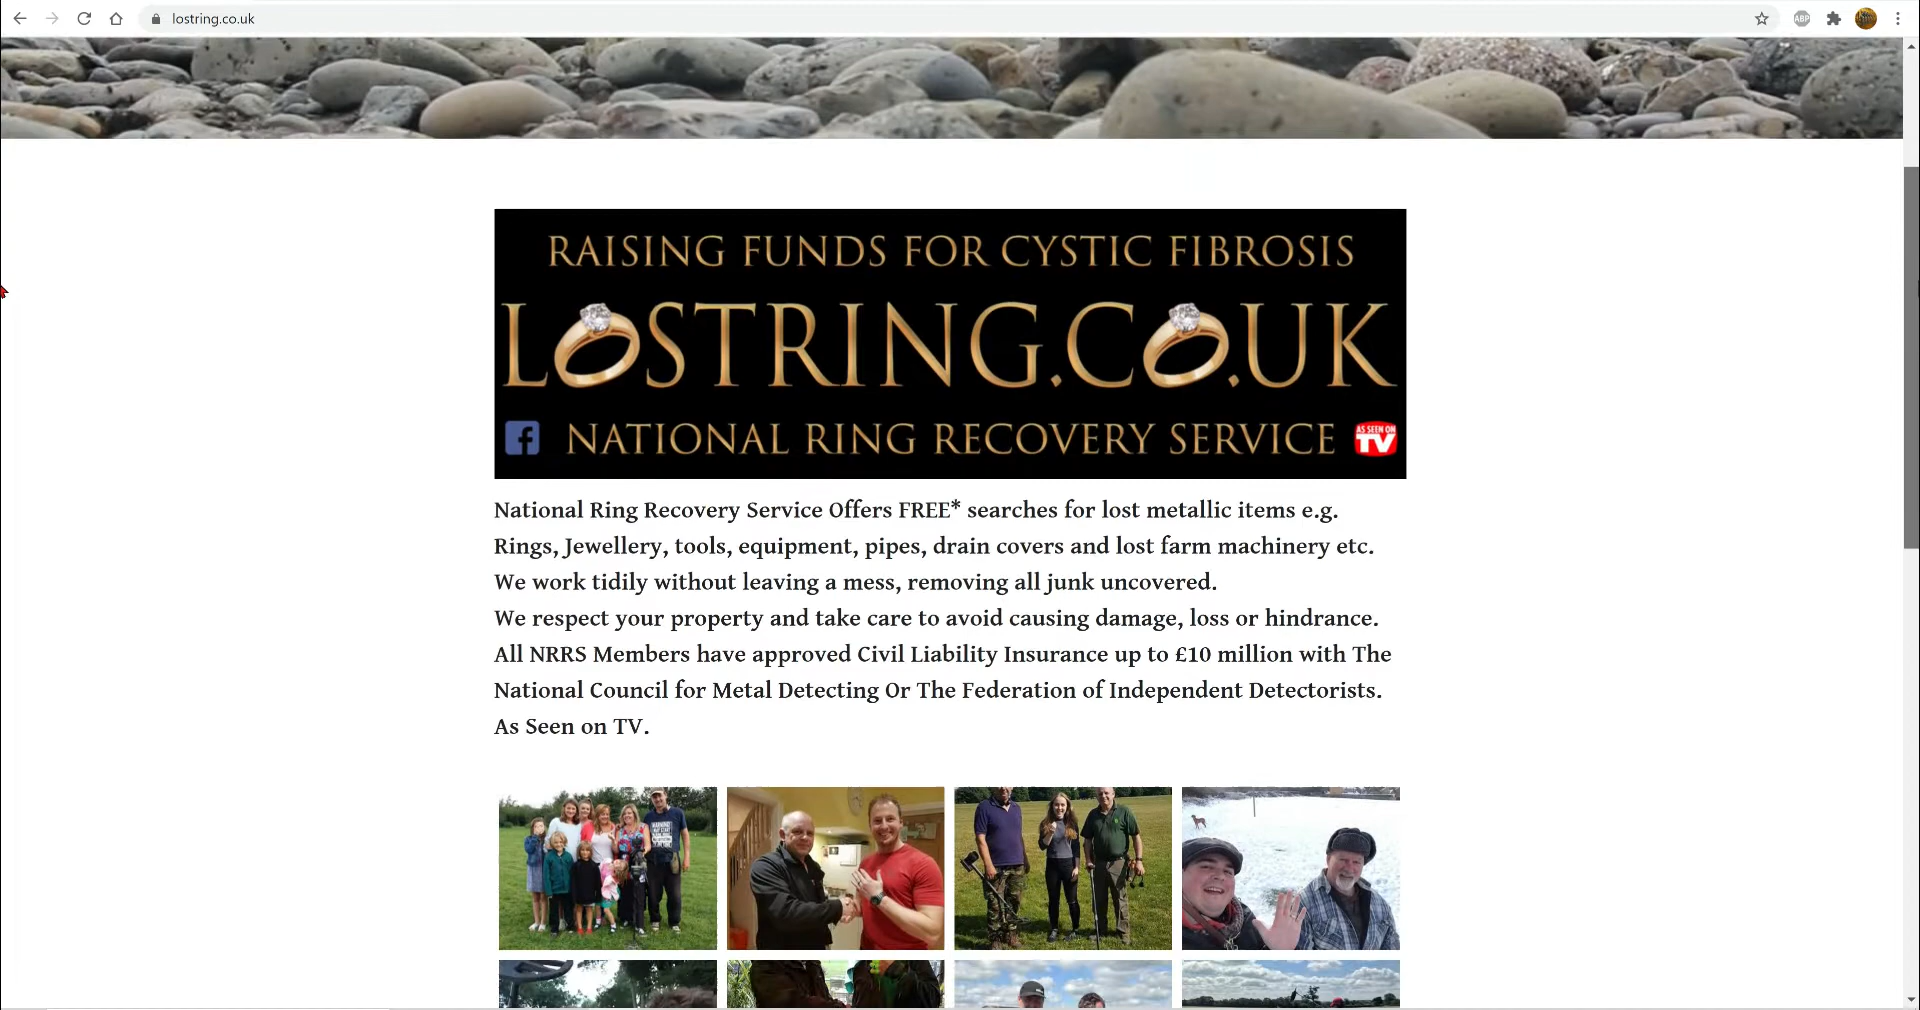 lostring.co.uk
ABP
RAISING FUNDS FOR CYSTIC FIBROSIS
LOSTRING.CO.UK
f NATIONAL RING RECOVERY SERVICE AS SEEN ON TV
National Ring Recovery Service Offers FREE* searches for lost metallic items e.g.
Rings, Jewellery, tools, equipment, pipes, drain covers and lost farm machinery etc.
We work tidily without leaving a mess, removing all junk uncovered.
We respect your property and take care to avoid causing damage, loss or hindrance.
All NRRS Members have approved Civil Liability Insurance up to £10 million with The
National Council for Metal Detecting Or The Federation of Independent Detectorists.
As Seen on TV.